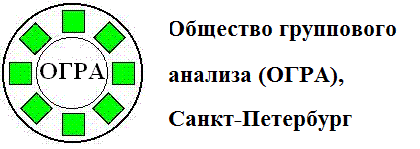 ОГРА
Общество группового
анализа (ОГРА),
Санкт-Петербург